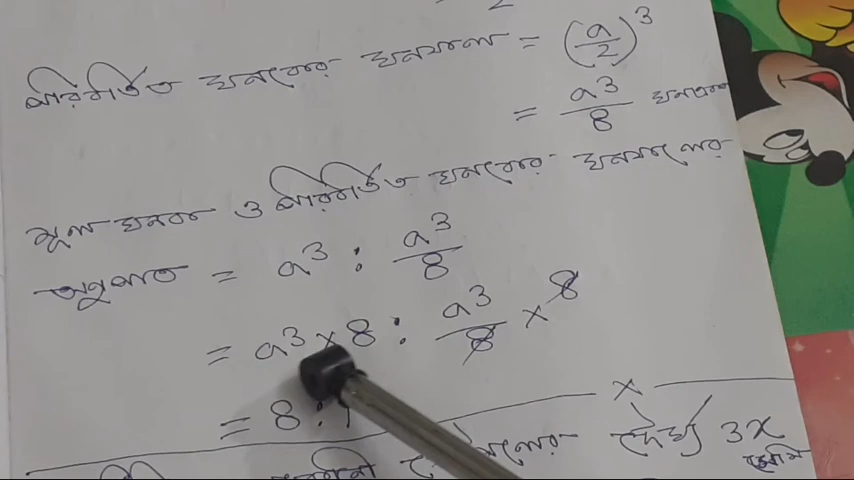 পরিবর্তিত ঘনকের ঘনফল = (a/2)³
= a³/8 ঘনএকক
মূল ঘনক ও পরিবর্তিত ঘনকের ঘনফলের
অনুপাত = a³ : a³/8
= a³ × 8 : a³/8 × 8
= 8 : 1
× 
দৈর্ঘ্য 3x